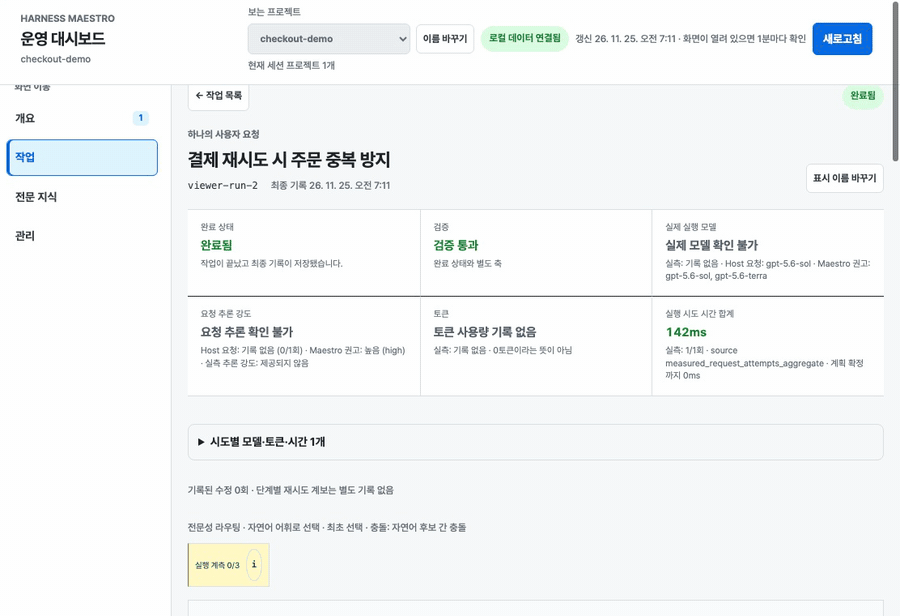 HARNESS MAESTRO
운영 대시보드
checkout-demo
보는 프로젝트
checkout-demo
이름 바꾸기
로컬 데이터 연결됨
갱신 26. 11. 25. 오전 7:11 · 화면이 열려 있으면 1분마다 확인
새로고침
현재 세션 프로젝트 1개
화면 이동
개요
1
작업
전문 지식
관리
← 작업 목록
완료됨
하나의 사용자 요청
결제 재시도 시 주문 중복 방지
viewer-run-2 최종 기록 26. 11. 25. 오전 7:11
표시 이름 바꾸기
완료 상태
완료됨
작업이 끝났고 최종 기록이 저장됐습니다.
검증
검증 통과
완료 상태와 별도 축
실제 실행 모델
실제 모델 확인 불가
실측: 기록 없음 · Host 요청: gpt-5.6-sol · Maestro 권고:
gpt-5.6-sol, gpt-5.6-terra
요청 추론 강도
요청 추론 확인 불가
Host 요청: 기록 없음 (0/1회) · Maestro 권고: 높음 (high)
· 실측 추론 강도: 제공되지 않음
토큰
토큰 사용량 기록 없음
실측: 기록 없음 · 0토큰이라는 뜻이 아님
실행 시도 시간 합계
142ms
실측: 1/1회 · source
measured_request_attempts_aggregate · 계획 확정
까지 0ms
▶ 시도별 모델·토큰·시간 1개
기록된 수정 0회 · 단계별 재시도 계보는 별도 기록 없음
전문성 라우팅 · 자연어 어휘로 선택 · 최초 선택 · 충돌: 자연어 후보 간 충돌
실행 계측 0/3 i